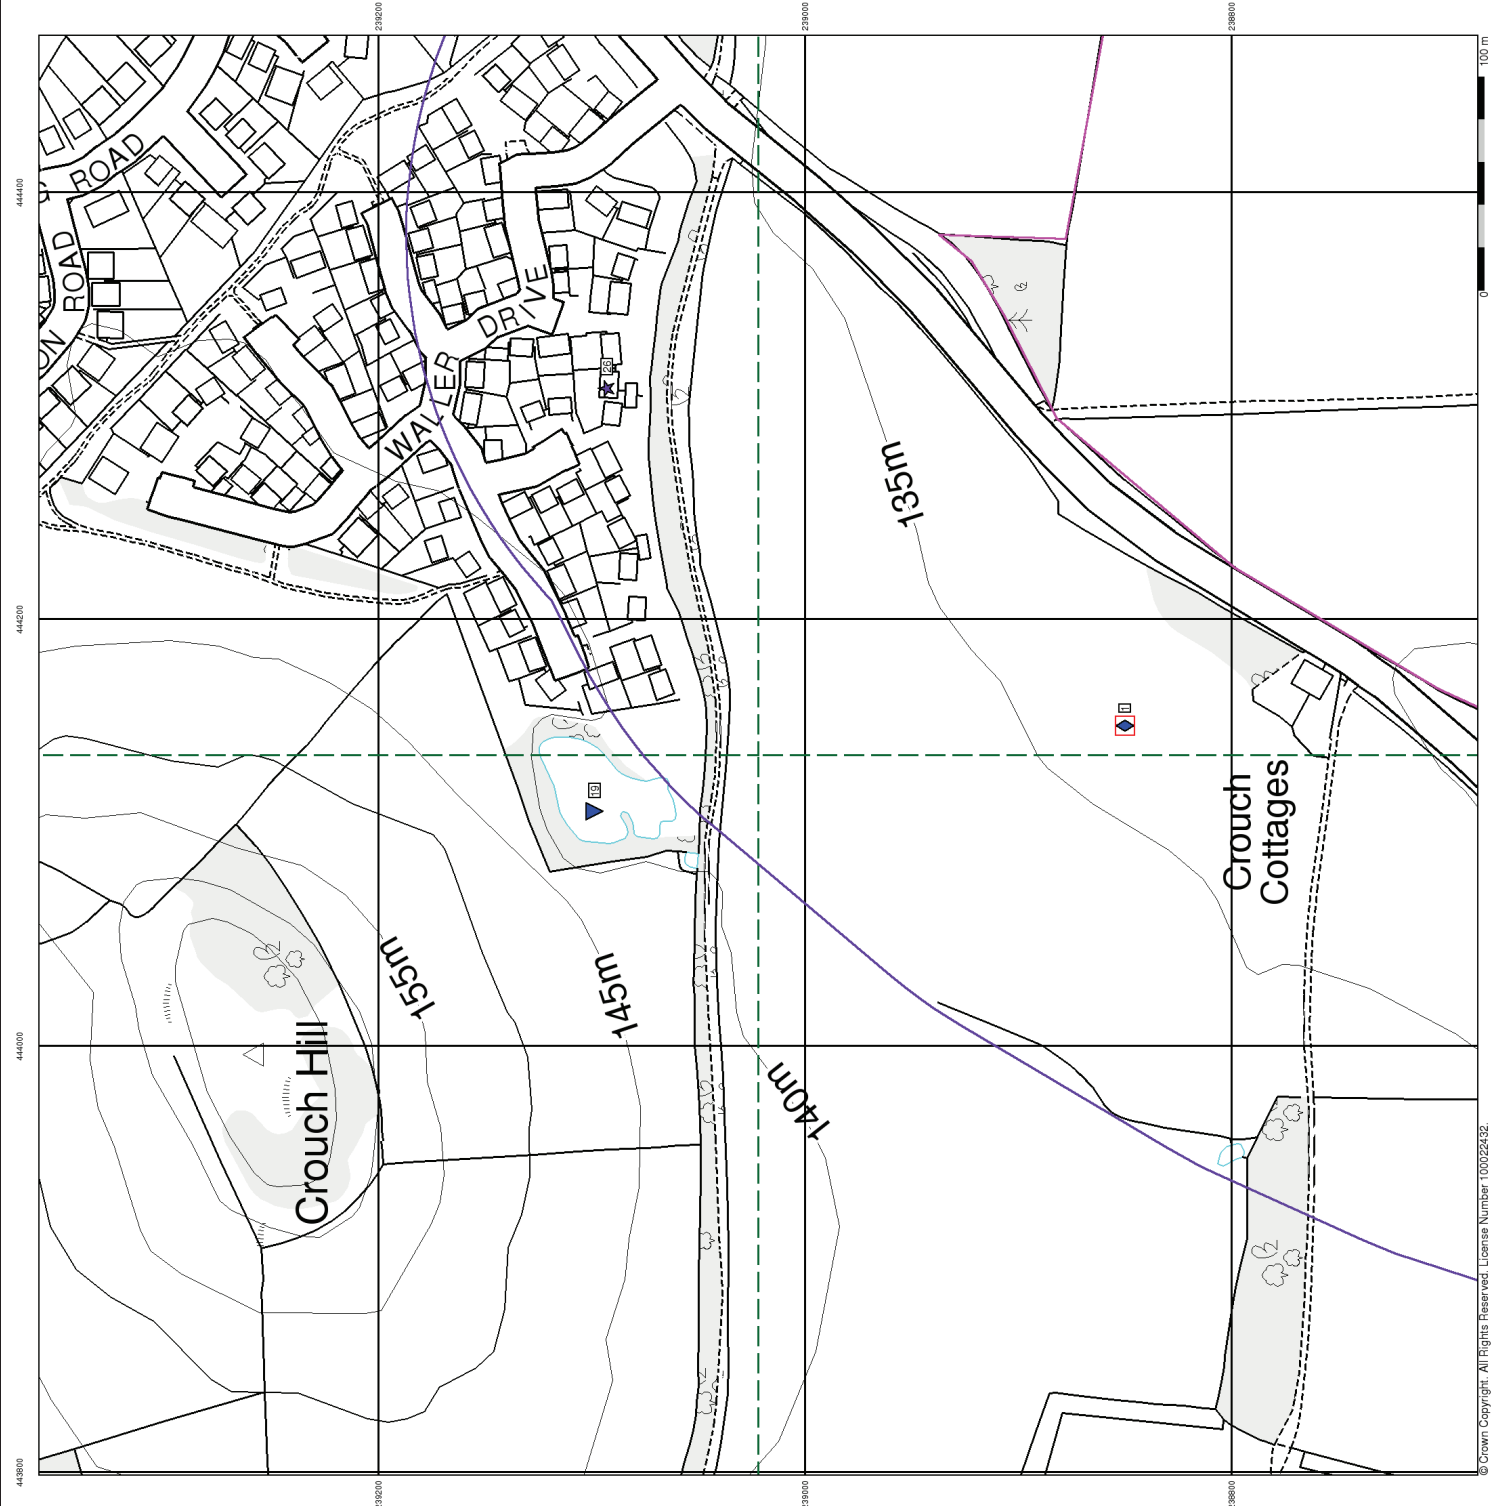 239200
239000
238800
444400
444200
444000
443800
239200
239000
238800
G ROAD
ON ROAD
WALLER DRIVE
26
19
1
135m
155m
145m
140m
Crouch Hill
Crouch
Cottages
0
100 m
© Crown Copyright. All Rights Reserved. License Number 100022432.